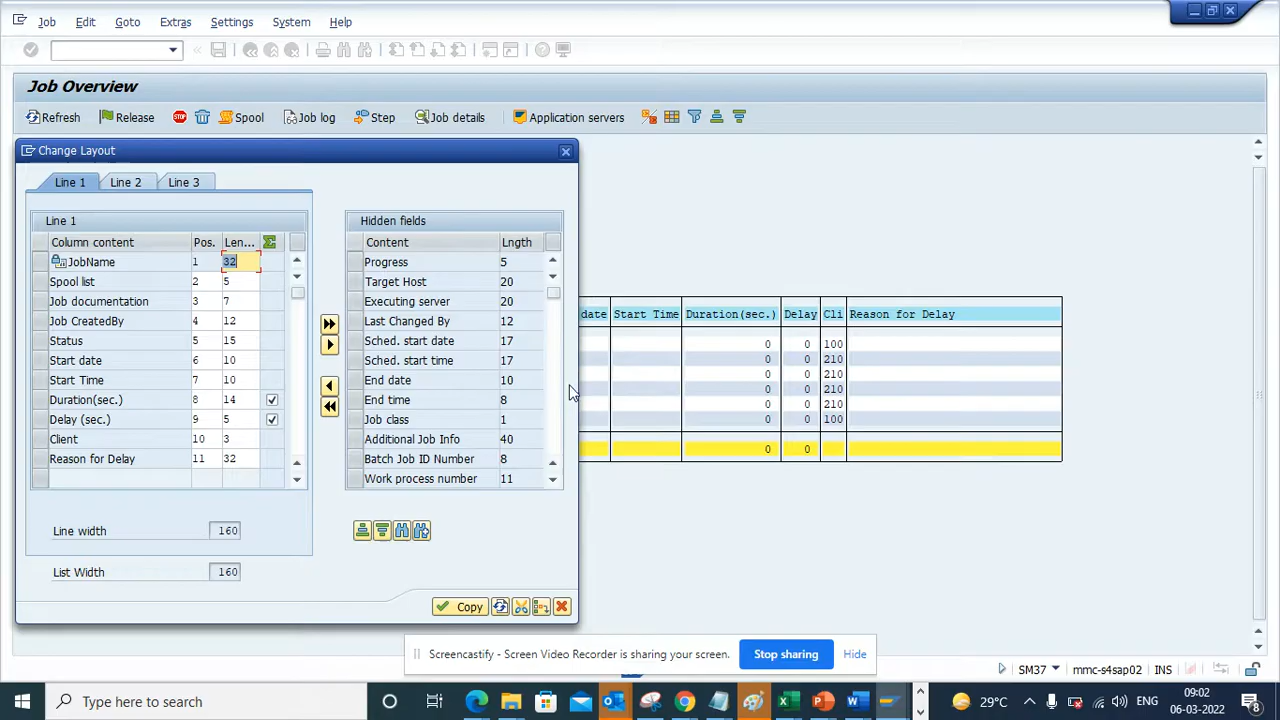 Job Edit Goto Extras Settings System Help
Job Overview
Refresh Release Spool Job log Step Job details Application servers
Change Layout
Line 1 Line 2 Line 3
Line 1
Column content Pos. Len...
JobName 1 32
Spool list 2 5
Job documentation 3 7
Job CreatedBy 4 12
Status 5 15
Start date 6 10
Start Time 7 10
Duration(sec.) 8 14
Delay (sec.) 9 5
Client 10 3
Reason for Delay 11 32
Line width 160
List Width 160
Hidden fields
Content Lngth
Progress 5
Target Host 20
Executing server 20
Last Changed By 12
Sched. start date 17
Sched. start time 17
End date 10
End time 8
Job class 1
Additional Job Info 40
Batch Job ID Number 8
Work process number 11
Copy
date Start Time Duration(sec.) Delay Cli Reason for Delay
0 0 100
0 0 210
0 0 210
0 0 210
0 0 210
0 0 100
0 0
Screencastify - Screen Video Recorder is sharing your screen. Stop sharing Hide
SM37 mmc-s4sap02 INS
Type here to search
29°C ENG 09:02
06-03-2022
8